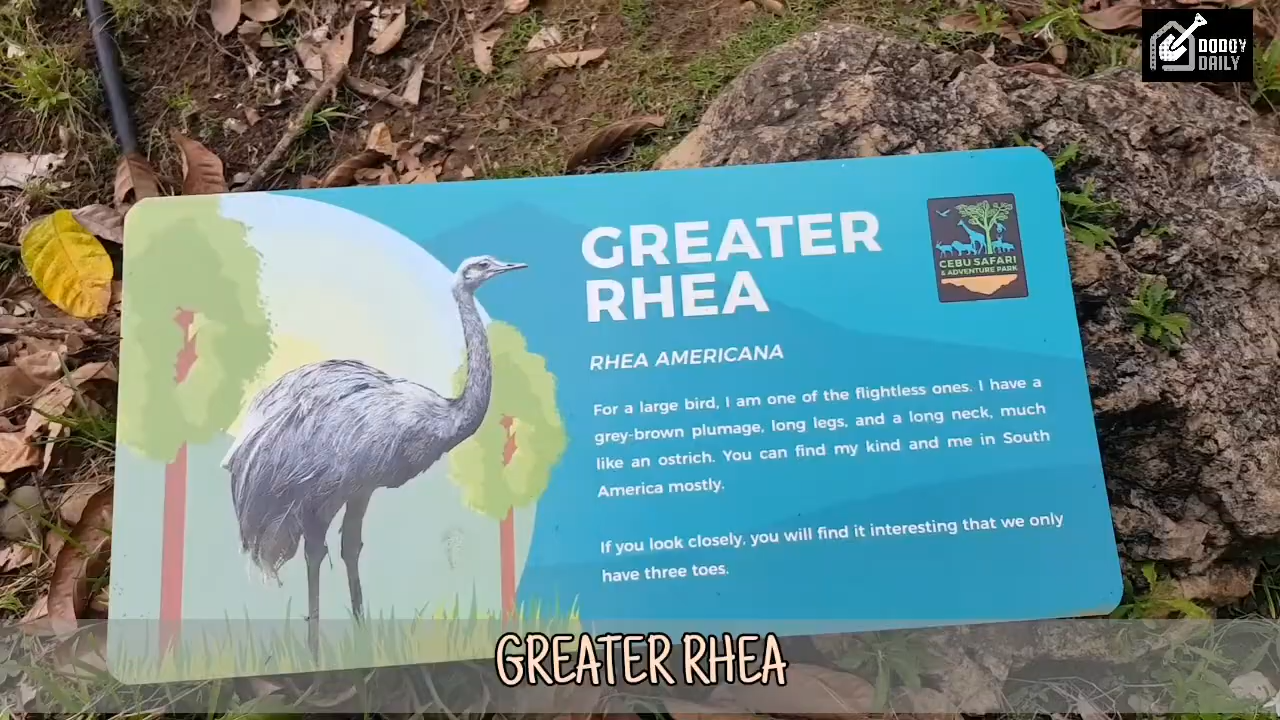 DODOY
DAILY
GREATER
RHEA
CEBU SAFARI
& ADVENTURE PARK
RHEA AMERICANA
For a large bird, I am one of the flightless ones. I have a
grey-brown plumage, long legs, and a long neck, much
like an ostrich. You can find my kind and me in South
America mostly.
If you look closely, you will find it interesting that we only
have three toes.
GREATER RHEA